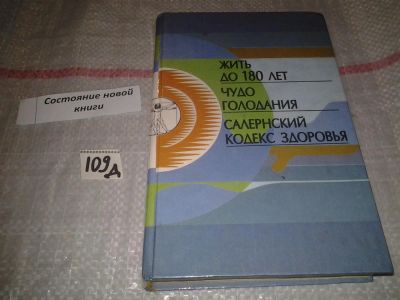 Состояние новой
книги
109д
ЖИТЬ
ДО 180 ЛЕТ
ЧУДО
ГОЛОДАНИЯ
САЛЕРНСКИЙ
КОДЕКС ЗДОРОВЬЯ